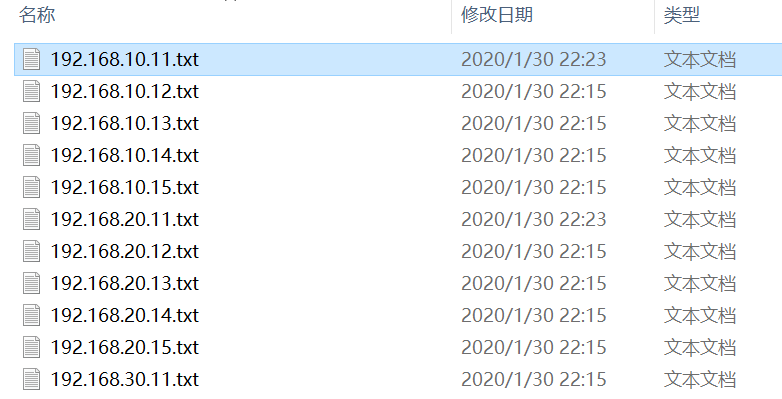 名称 修改日期 类型
192.168.10.11.txt 2020/1/30 22:23 文本文档
192.168.10.12.txt 2020/1/30 22:15 文本文档
192.168.10.13.txt 2020/1/30 22:15 文本文档
192.168.10.14.txt 2020/1/30 22:15 文本文档
192.168.10.15.txt 2020/1/30 22:15 文本文档
192.168.20.11.txt 2020/1/30 22:23 文本文档
192.168.20.12.txt 2020/1/30 22:15 文本文档
192.168.20.13.txt 2020/1/30 22:15 文本文档
192.168.20.14.txt 2020/1/30 22:15 文本文档
192.168.20.15.txt 2020/1/30 22:15 文本文档
192.168.30.11.txt 2020/1/30 22:15 文本文档